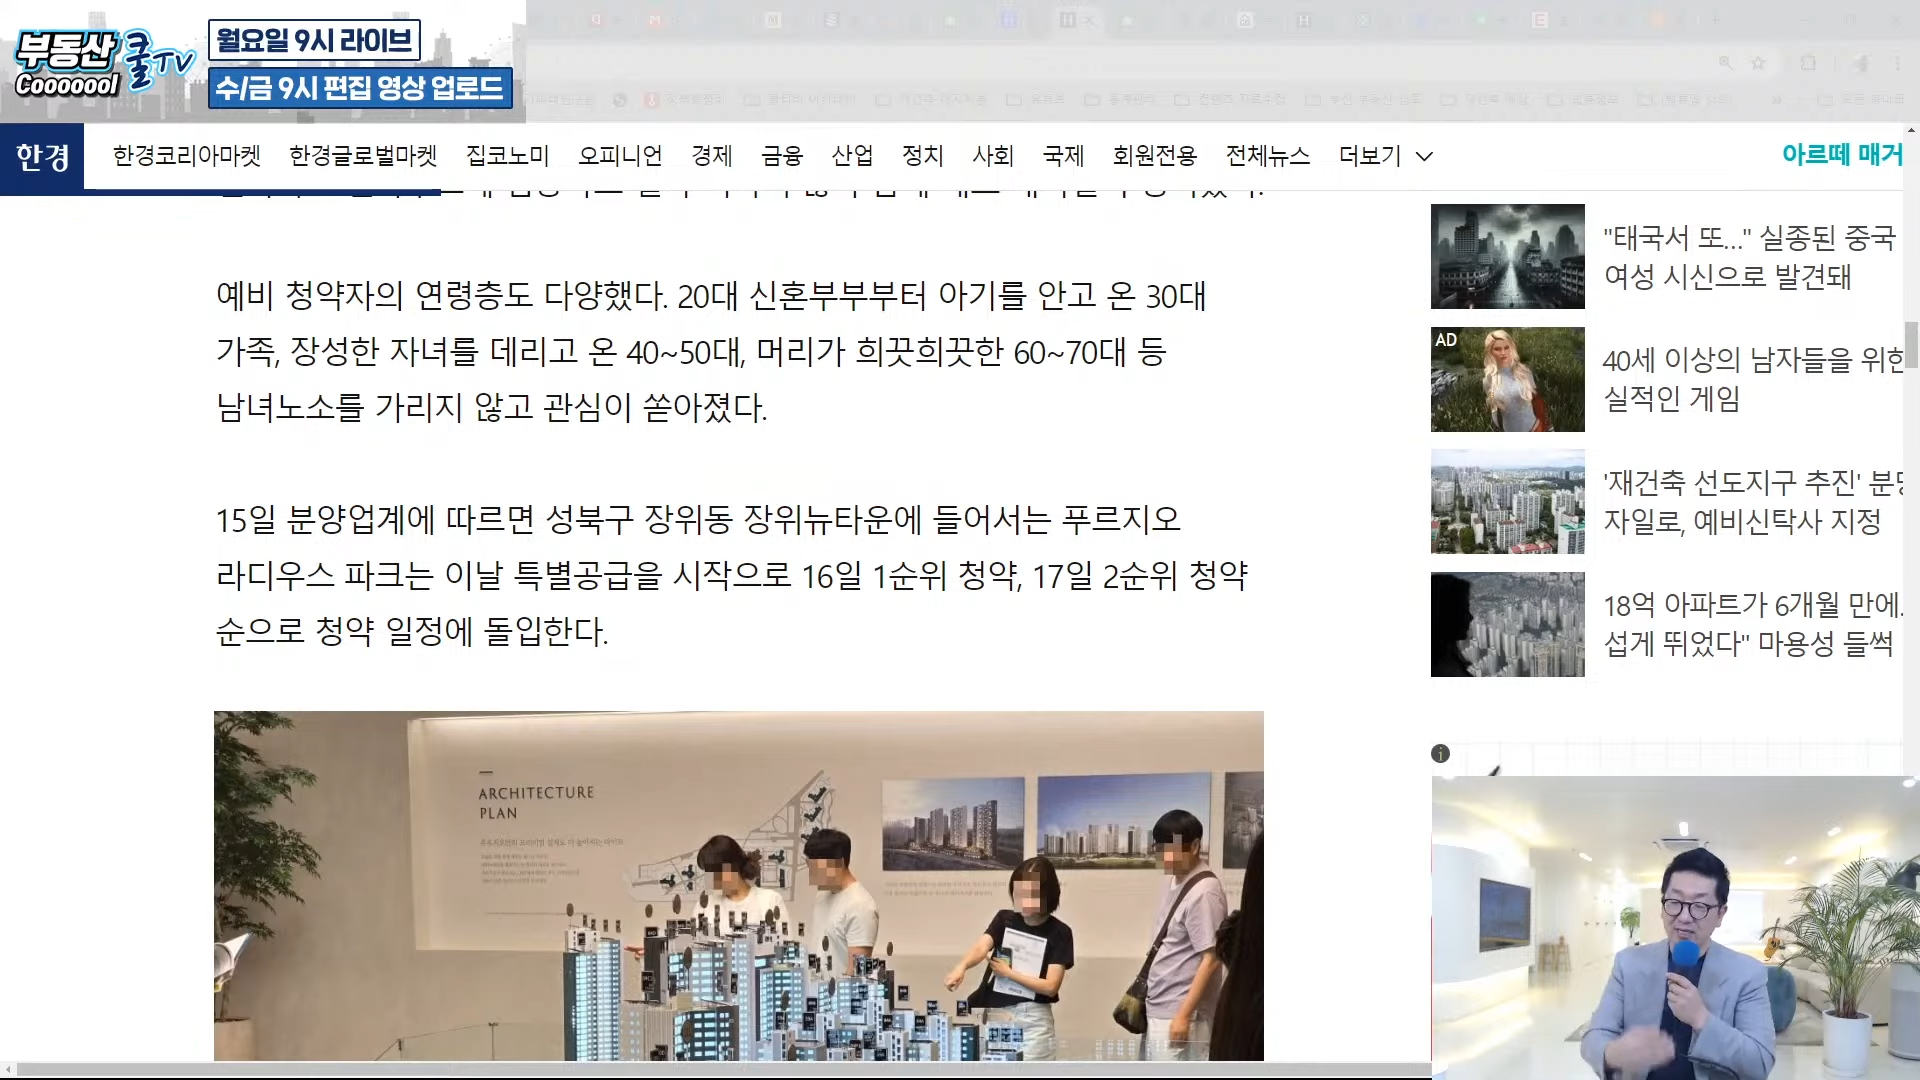 부동산
Cooooool
쿨TV
월요일 9시 라이브
수/금 9시 편집 영상 업로드
한경
한경코리아마켓 한경글로벌마켓 집코노미 오피니언 경제 금융 산업 정치 사회 국제 회원전용 전체뉴스 더보기
아르떼 매거
예비 청약자의 연령층도 다양했다. 20대 신혼부부부터 아기를 안고 온 30대
가족, 장성한 자녀를 데리고 온 40~50대, 머리가 희끗희끗한 60~70대 등
남녀노소를 가리지 않고 관심이 쏟아졌다.
15일 분양업계에 따르면 성북구 장위동 장위뉴타운에 들어서는 푸르지오
라디우스 파크는 이날 특별공급을 시작으로 16일 1순위 청약, 17일 2순위 청약
순으로 청약 일정에 돌입한다.
ARCHITECTURE
PLAN
"태국서 또..." 실종된 중국
여성 시신으로 발견돼
AD
40세 이상의 남자들을 위한
실적인 게임
'재건축 선도지구 추진' 분당
자일로, 예비신탁사 지정
18억 아파트가 6개월 만에
섭게 뛰었다" 마용성 들썩